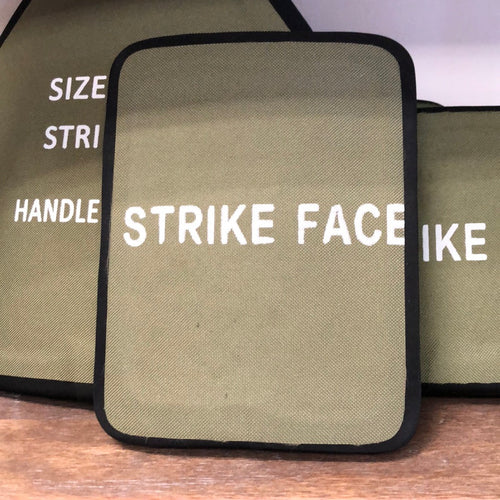 SIZE
STRI
HANDLE
STRIKE FACE
IKE